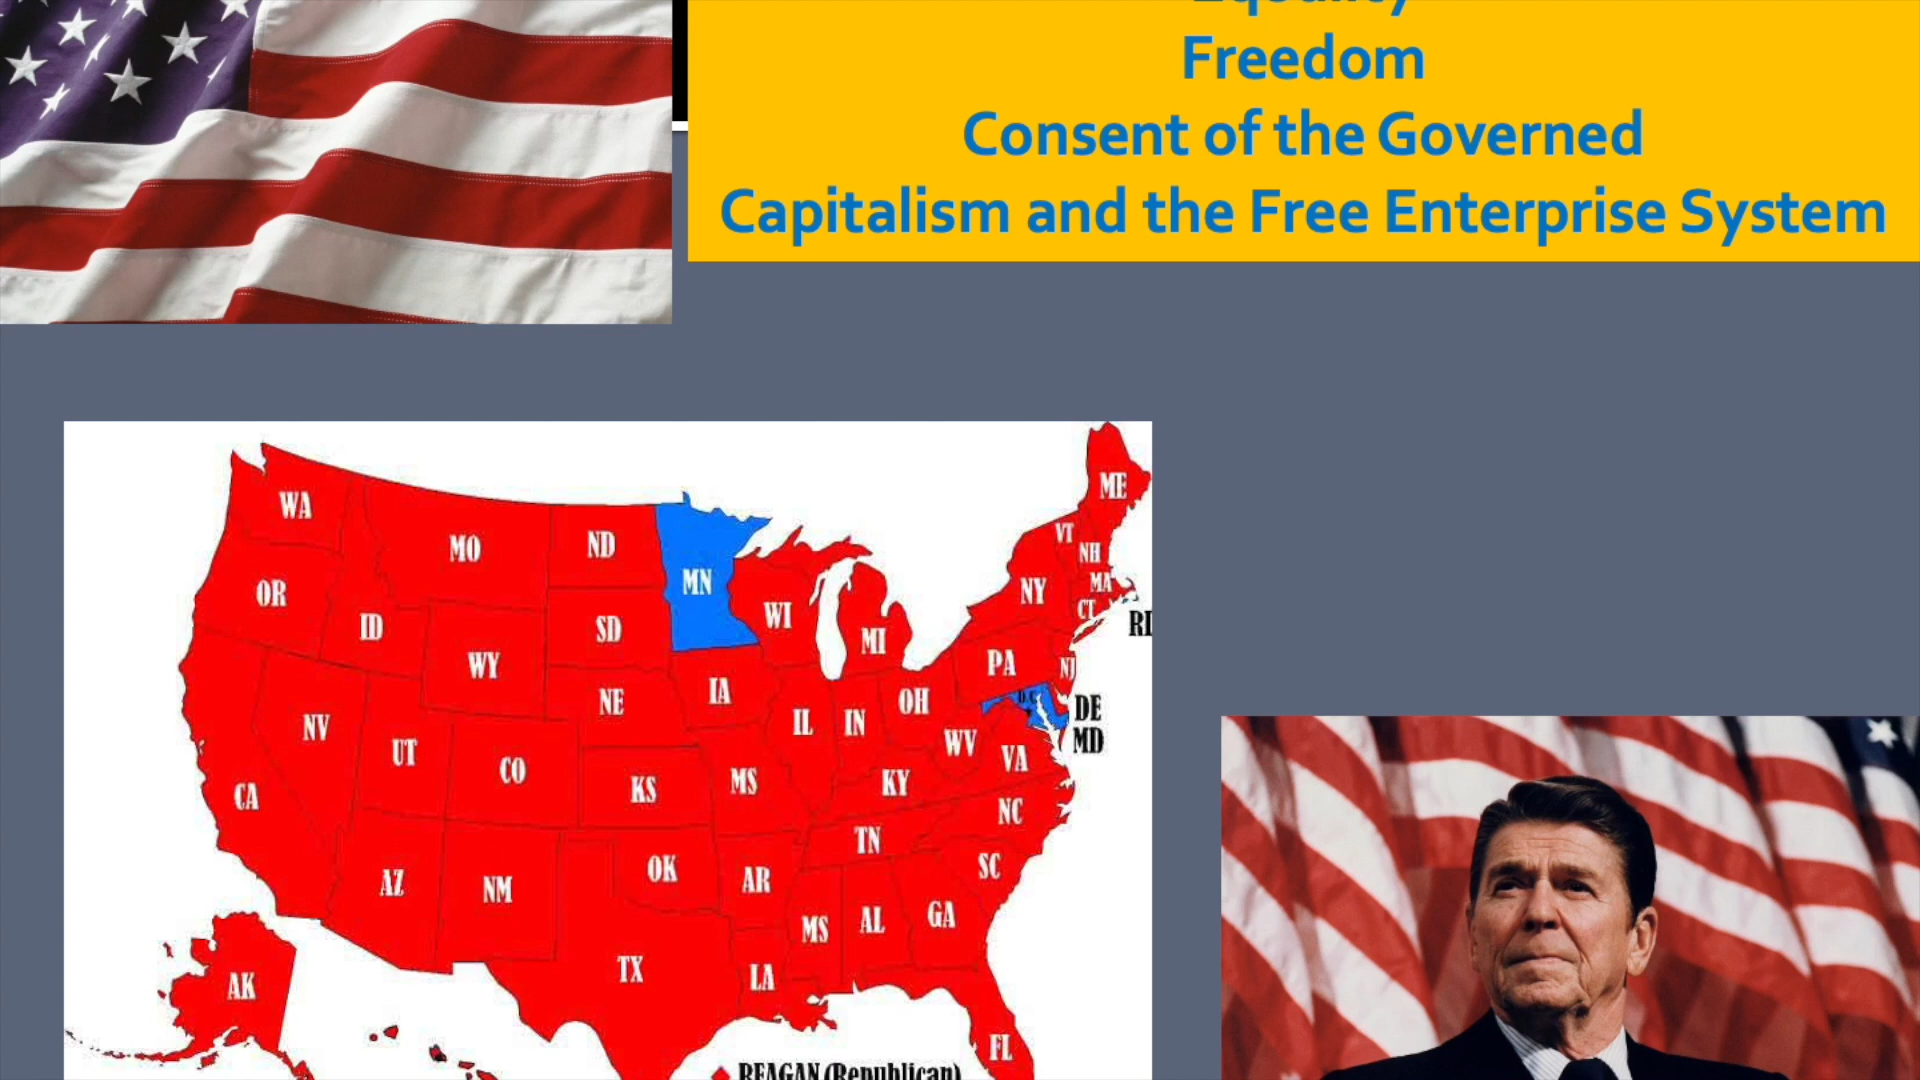 Equality
Freedom
Consent of the Governed
Capitalism and the Free Enterprise System
ME
WA
VT
MO
ND
NH
MN
MA
OR
NY
CT
WI
RI
ID
SD
MI
WY
PA
NJ
IA
NE
OH
DE
IL
IN
NV
MD
WV
UT
VA
CO
MS
KY
KS
CA
NC
TN
SC
OK
AR
AZ
NM
GA
AL
MS
TX
LA
AK
FL
REAGAN (Republican)